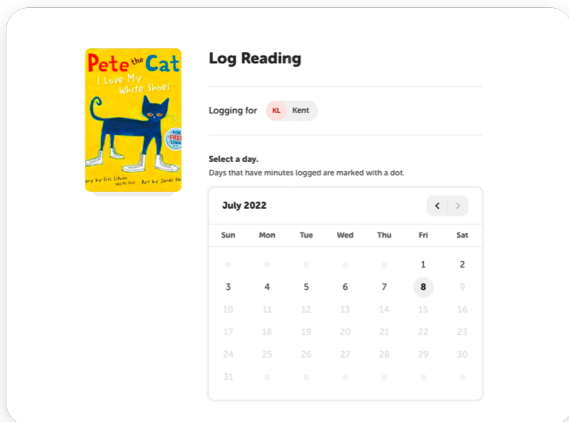 Pete the Cat
I Love My
White Shoes
FREE
Log Reading
Logging for KL Kent
Select a day.
Days that have minutes logged are marked with a dot.
July 2022 < >
Sun Mon Tue Wed Thu Fri Sat
1 2
3 4 5 6 7 8 9
10 11 12 13 14 15 16
17 18 19 20 21 22 23
24 25 26 27 28 29 30
31